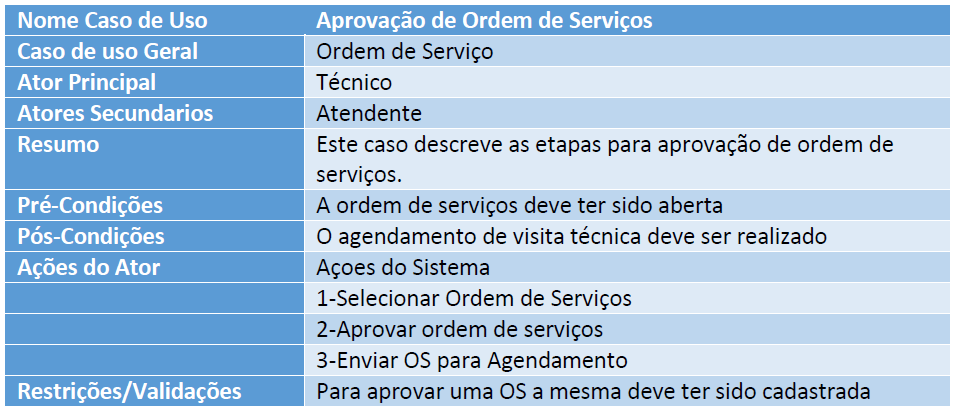 Nome Caso de Uso Aprovação de Ordem de Serviços
Caso de uso Geral Ordem de Serviço
Ator Principal Técnico
Atores Secundarios Atendente
Resumo Este caso descreve as etapas para aprovação de ordem de
serviços.
Pré-Condições A ordem de serviços deve ter sido aberta
Pós-Condições O agendamento de visita técnica deve ser realizado
Ações do Ator Açoes do Sistema
1-Selecionar Ordem de Serviços
2-Aprovar ordem de serviços
3-Enviar OS para Agendamento
Restrições/Validações Para aprovar uma OS a mesma deve ter sido cadastrada